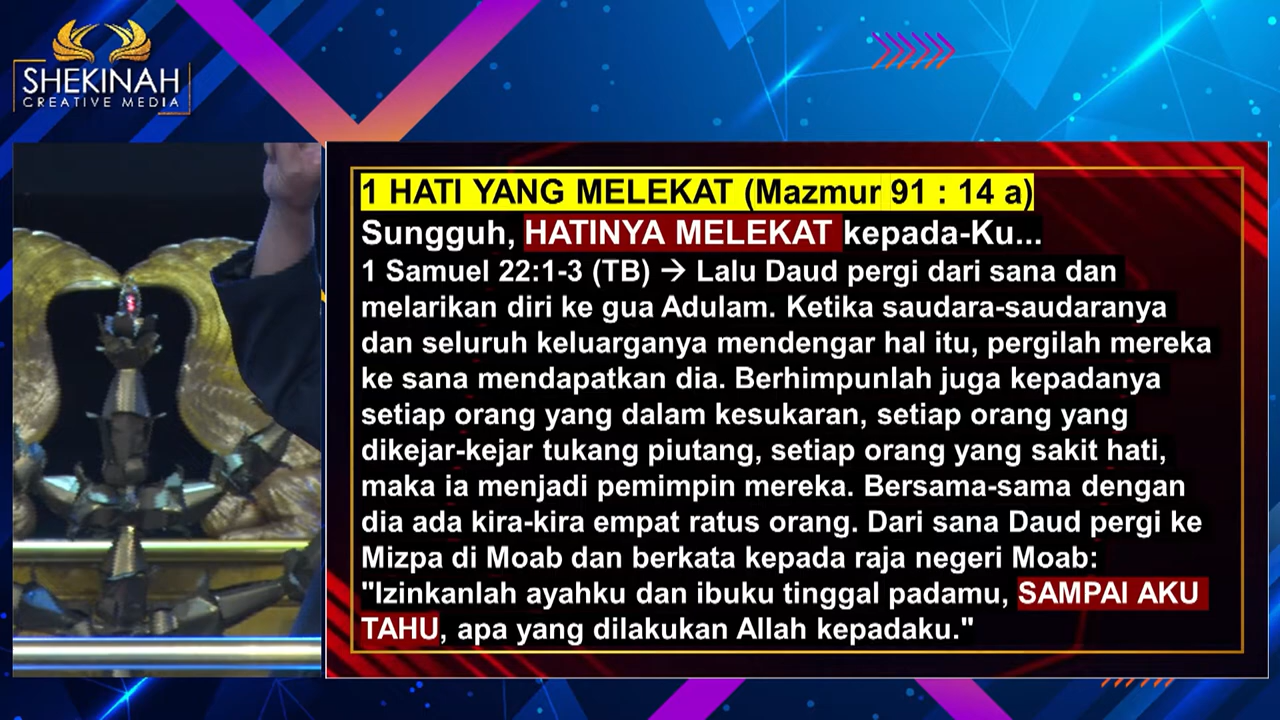 SHEKINAH
CREATIVE MEDIA
1 HATI YANG MELEKAT (Mazmur 91 : 14 a)
Sungguh, HATINYA MELEKAT kepada-Ku...
1 Samuel 22:1-3 (TB) → Lalu Daud pergi dari sana dan
melarikan diri ke gua Adulam. Ketika saudara-saudaranya
dan seluruh keluarganya mendengar hal itu, pergilah mereka
ke sana mendapatkan dia. Berhimpunlah juga kepadanya
setiap orang yang dalam kesukaran, setiap orang yang
dikejar-kejar tukang piutang, setiap orang yang sakit hati,
maka ia menjadi pemimpin mereka. Bersama-sama dengan
dia ada kira-kira empat ratus orang. Dari sana Daud pergi ke
Mizpa di Moab dan berkata kepada raja negeri Moab:
"Izinkanlah ayahku dan ibuku tinggal padamu, SAMPAI AKU
TAHU, apa yang dilakukan Allah kepadaku."